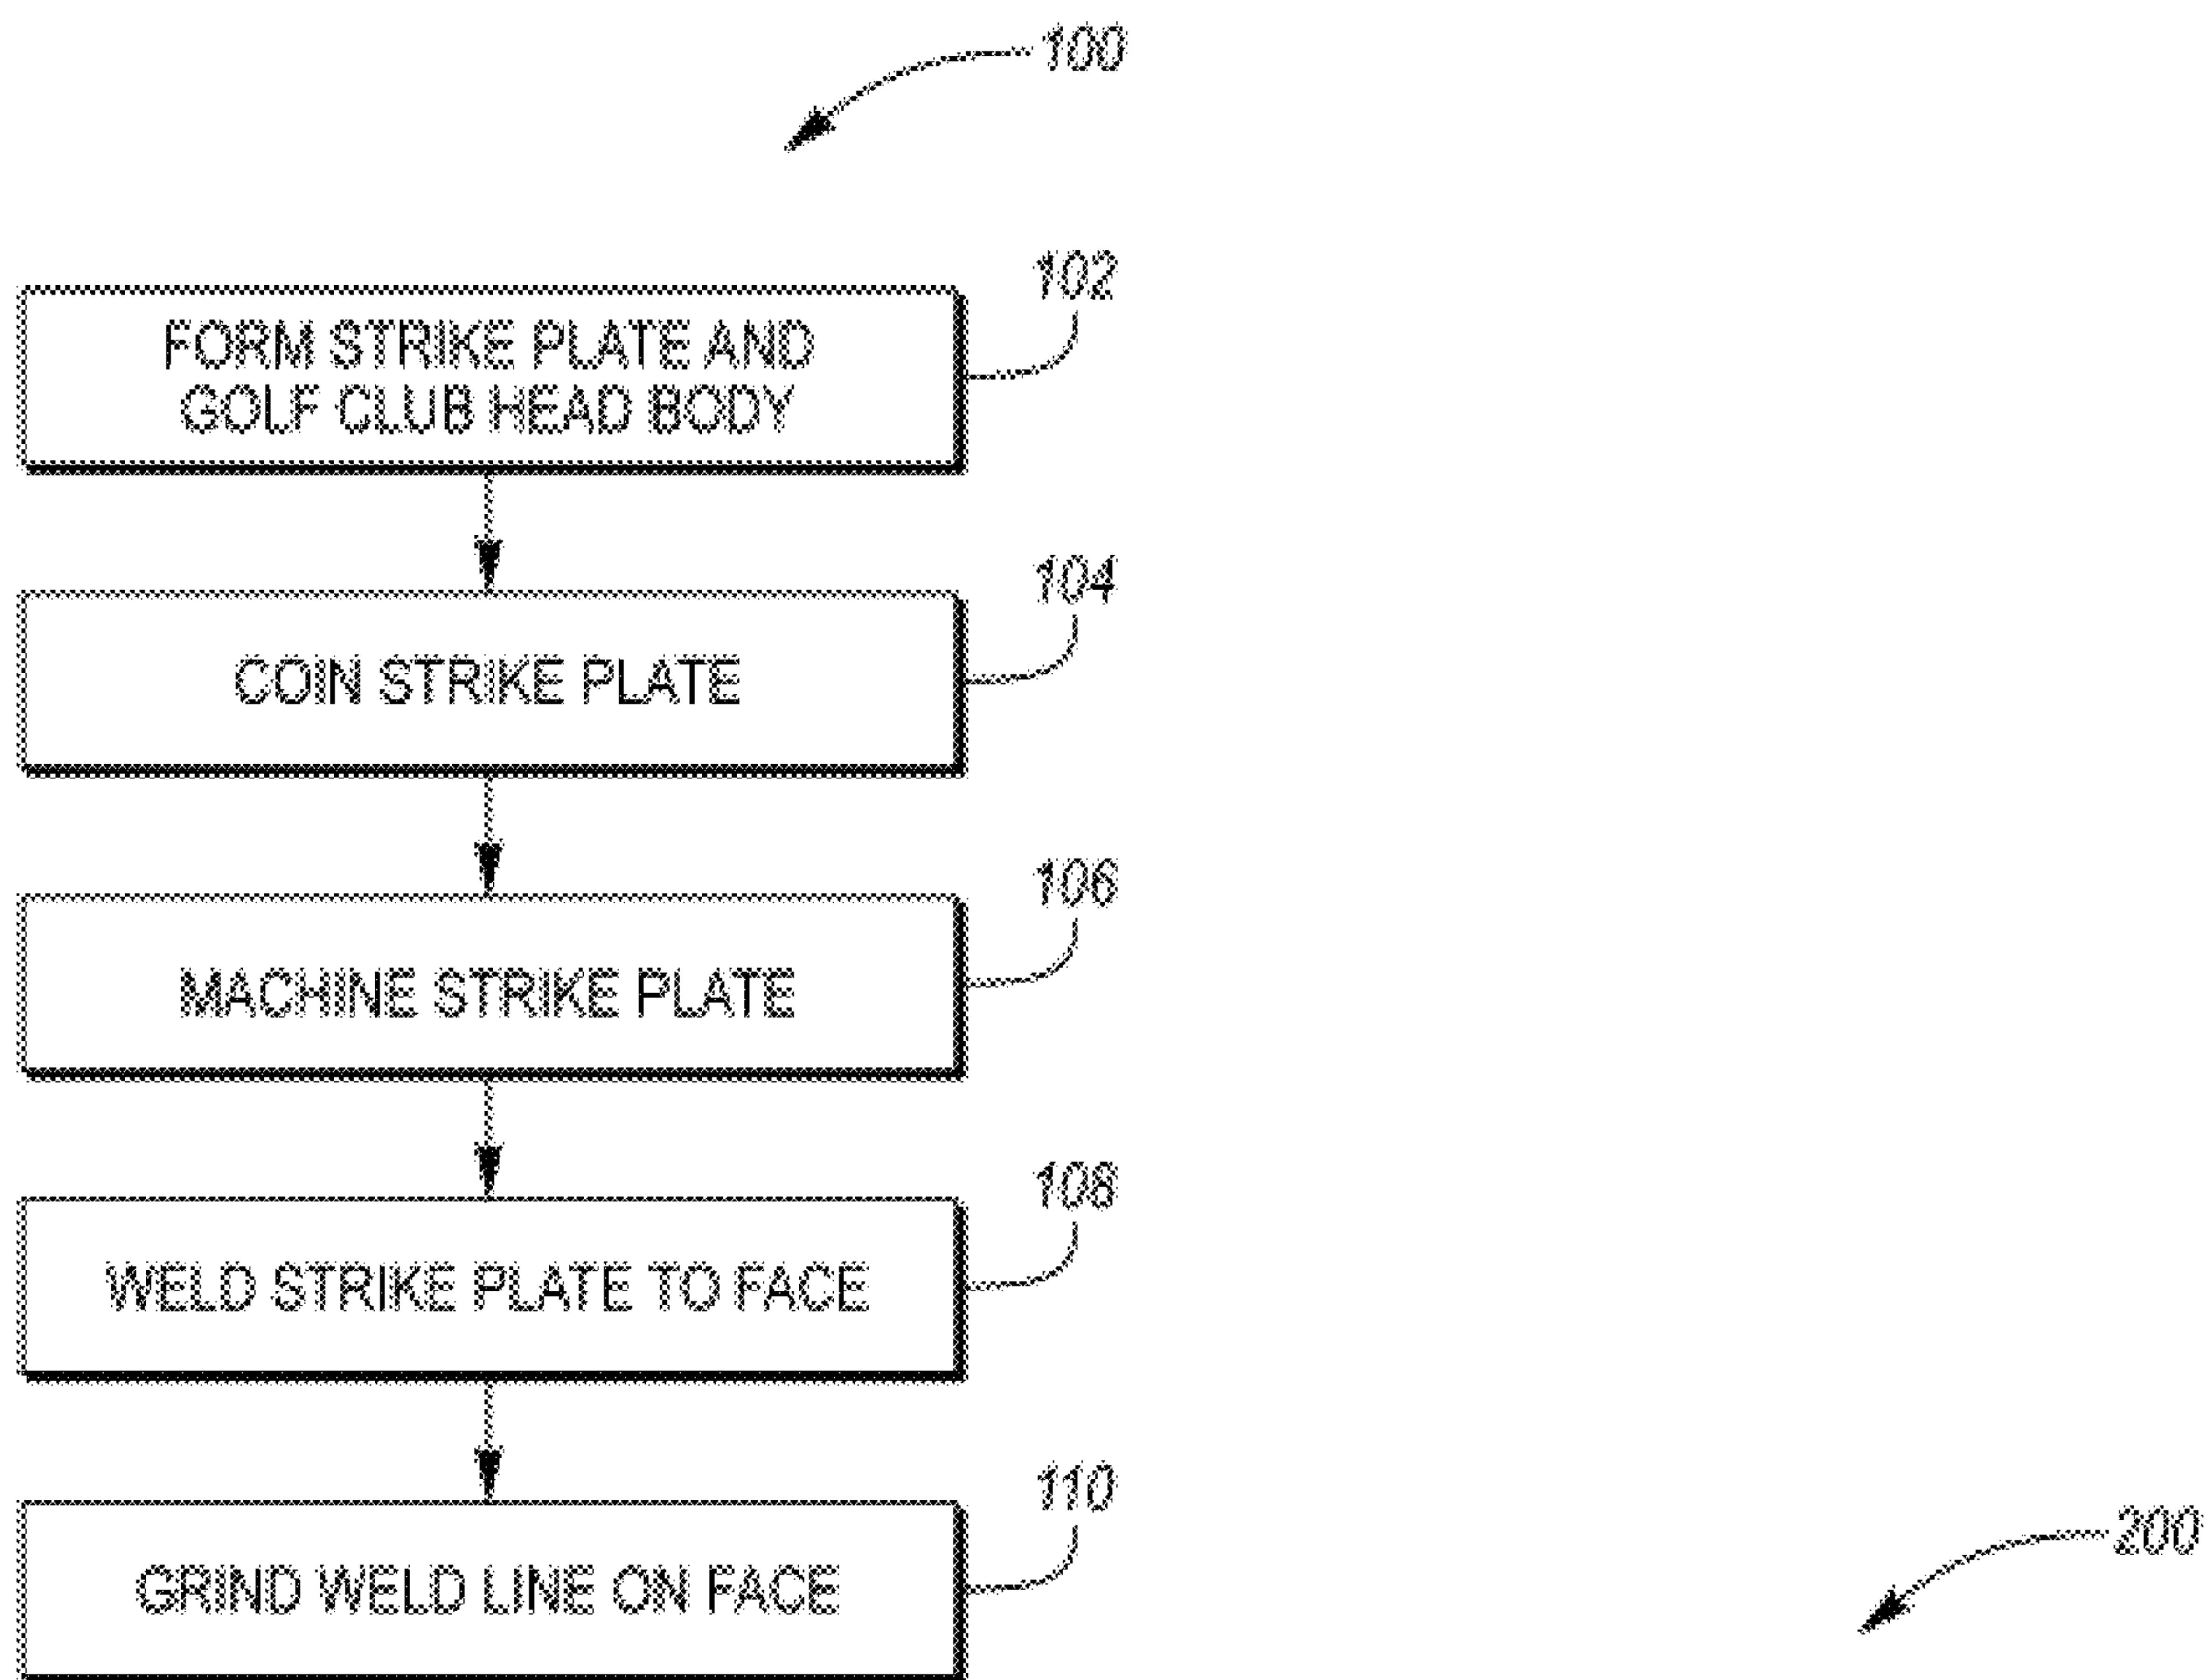 100
102
FORM STRIKE PLATE AND
GOLF CLUB HEAD BODY
104
COIN STRIKE PLATE
106
MACHINE STRIKE PLATE
108
WELD STRIKE PLATE TO FACE
110
GRIND WELD LINE ON FACE
200